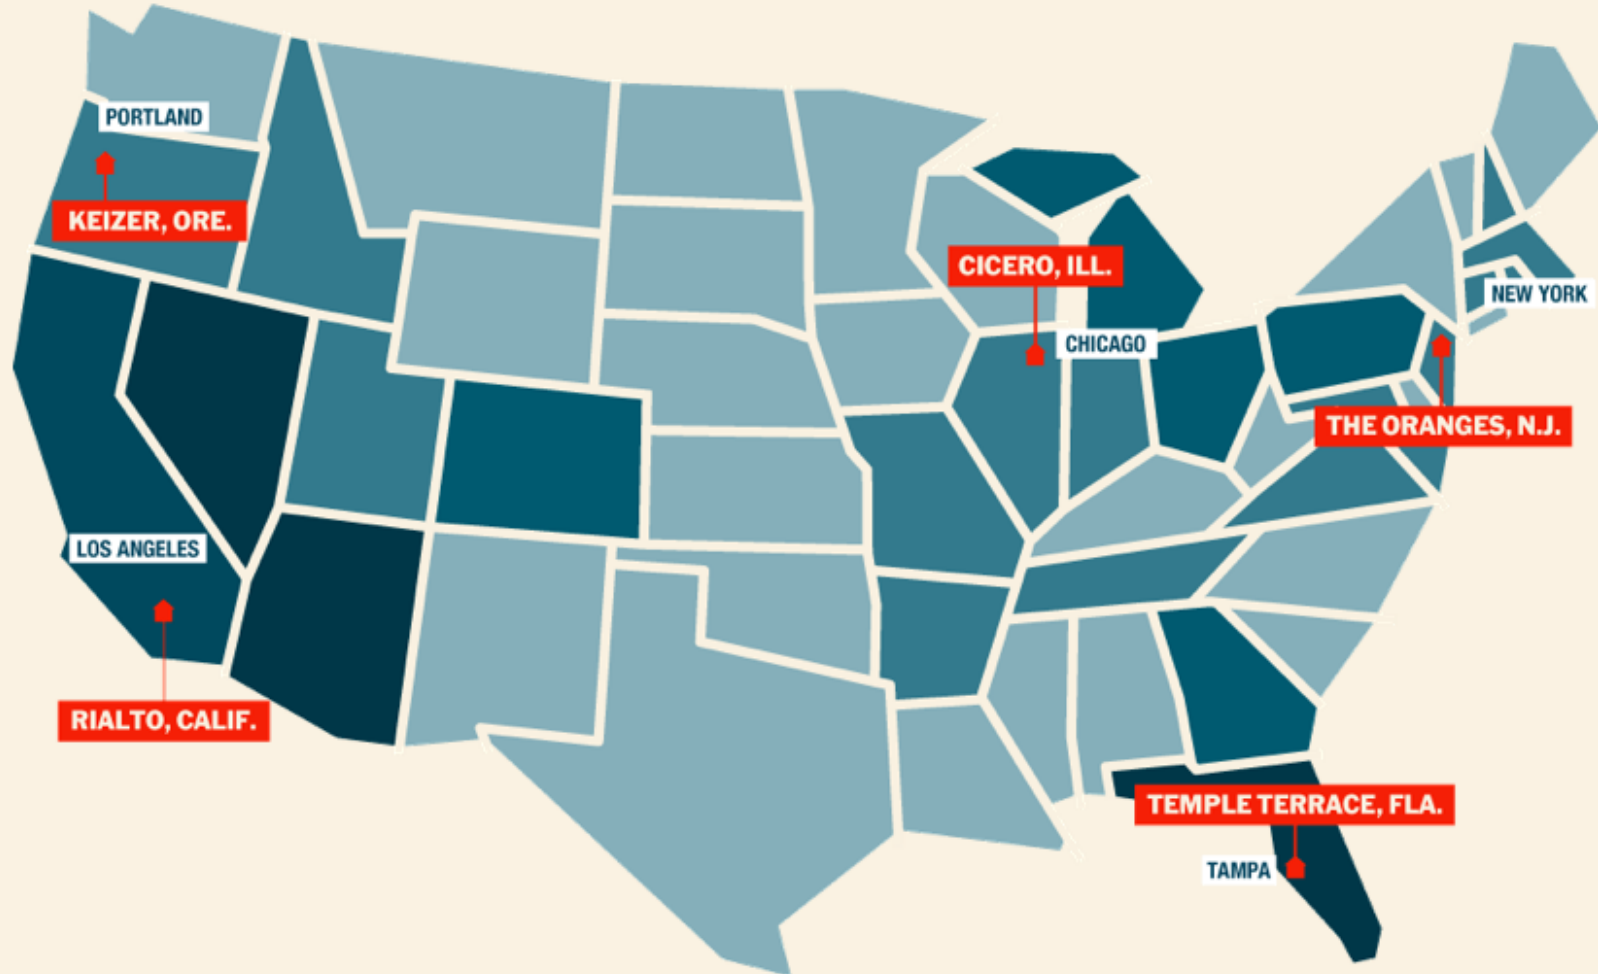 PORTLAND
KEIZER, ORE.
CICERO, ILL.
NEW YORK
CHICAGO
THE ORANGES, N.J.
LOS ANGELES
RIALTO, CALIF.
TEMPLE TERRACE, FLA.
TAMPA